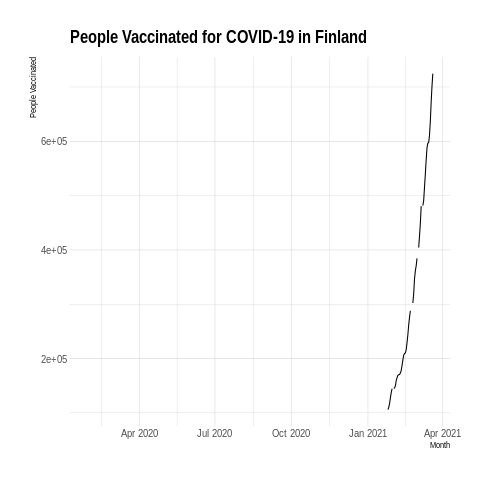 People Vaccinated for COVID-19 in Finland
People Vaccinated
6e+05
4e+05
2e+05
Apr 2020 Jul 2020 Oct 2020 Jan 2021 Apr 2021
Month